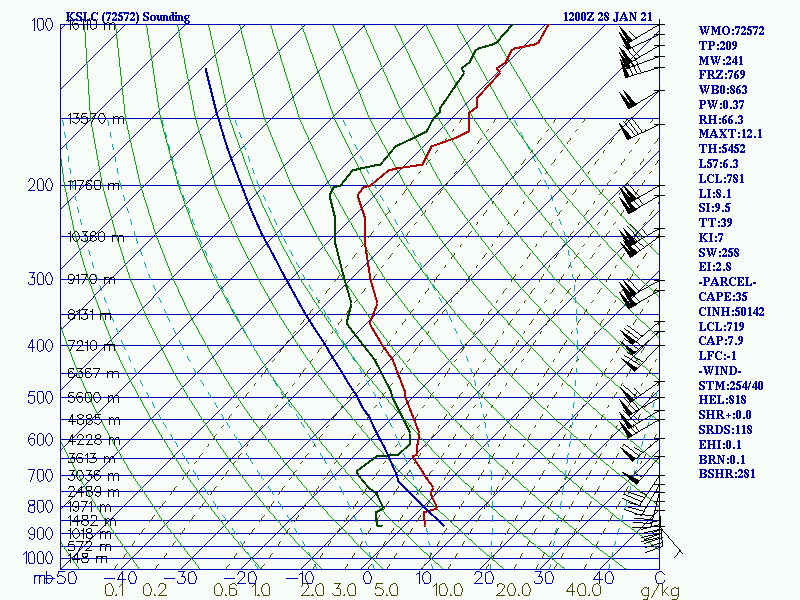 KSLC (72572) Sounding
1200Z 28 JAN 21
100
16110 m
13570 m
200 11760 m
10380 m
300 9170 m
8131 m
400 7210 m
6367 m
500 5600 m
4885 m
600 4228 m
3613 m
700 3036 m
2489 m
800 1971 m
1482 m
900 1018 m
572 m
1000 148 m
mb -50 -40 -30 -20 -10 0 10 20 30 40 C
0.1 0.2 0.6 1.0 2.0 3.0 5.0 10.0 20.0 40.0 g/kg
WMO:72572
TP:209
MW:241
FRZ:769
WB0:863
PW:0.37
RH:66.3
MAXT:12.1
TH:5452
L57:6.3
LCL:781
LI:8.1
SI:9.5
TT:39
KI:7
SW:258
EI:2.8
-PARCEL-
CAPE:35
CINH:50142
LCL:719
CAP:7.9
LFC:-1
-WIND-
STM:254/40
HEL:818
SHR+:0.0
SRDS:118
EHI:0.1
BRN:0.1
BSHR:281